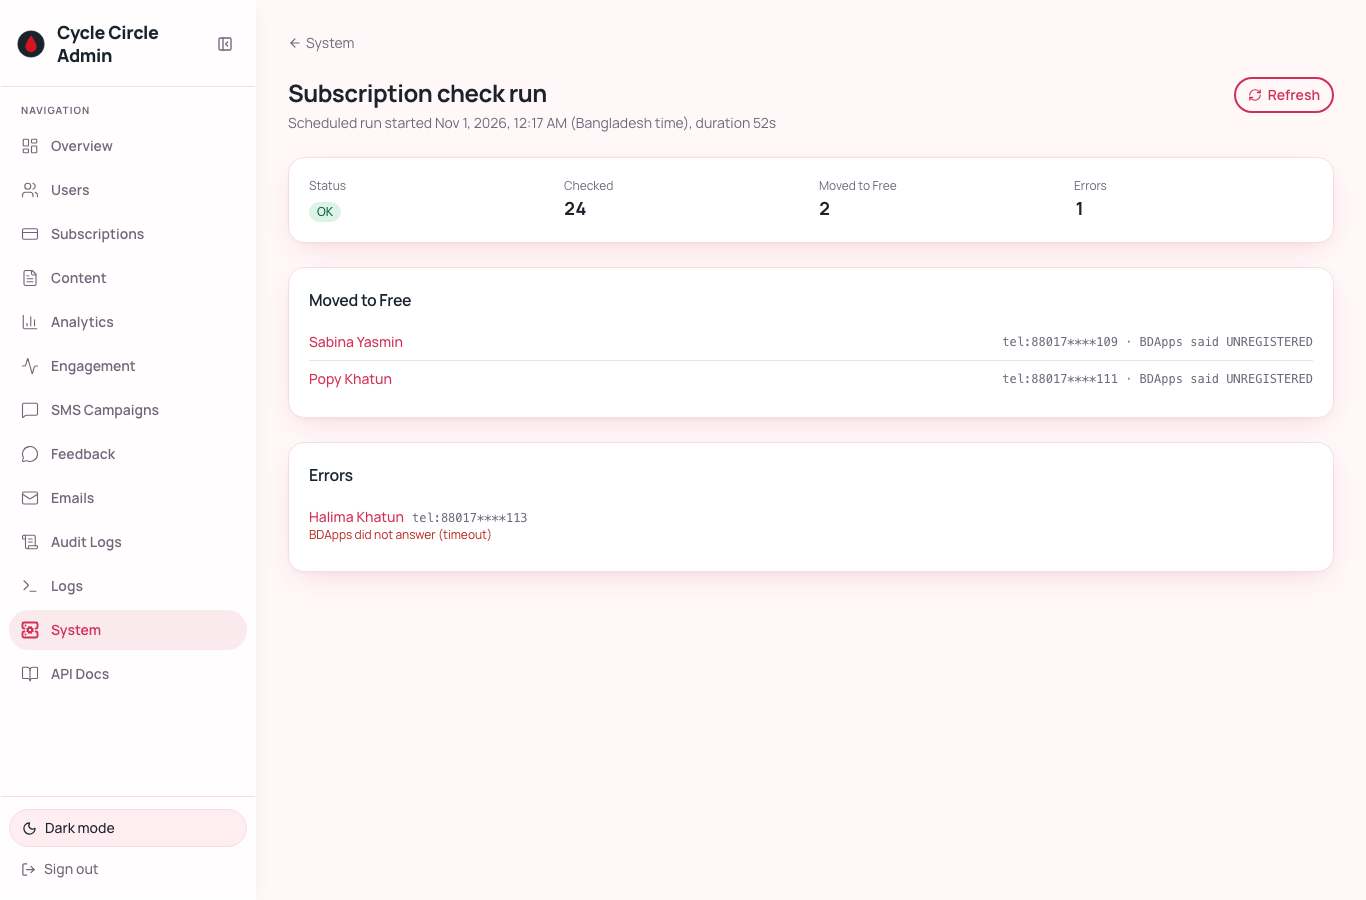 Cycle Circle
Admin
NAVIGATION
Overview
Users
Subscriptions
Content
Analytics
Engagement
SMS Campaigns
Feedback
Emails
Audit Logs
Logs
System
API Docs
Dark mode
Sign out
← System
Subscription check run
Refresh
Scheduled run started Nov 1, 2026, 12:17 AM (Bangladesh time), duration 52s
Status Checked Moved to Free Errors
OK 24 2 1
Moved to Free
Sabina Yasmin tel:88017****109 · BDApps said UNREGISTERED
Popy Khatun tel:88017****111 · BDApps said UNREGISTERED
Errors
Halima Khatun tel:88017****113
BDApps did not answer (timeout)